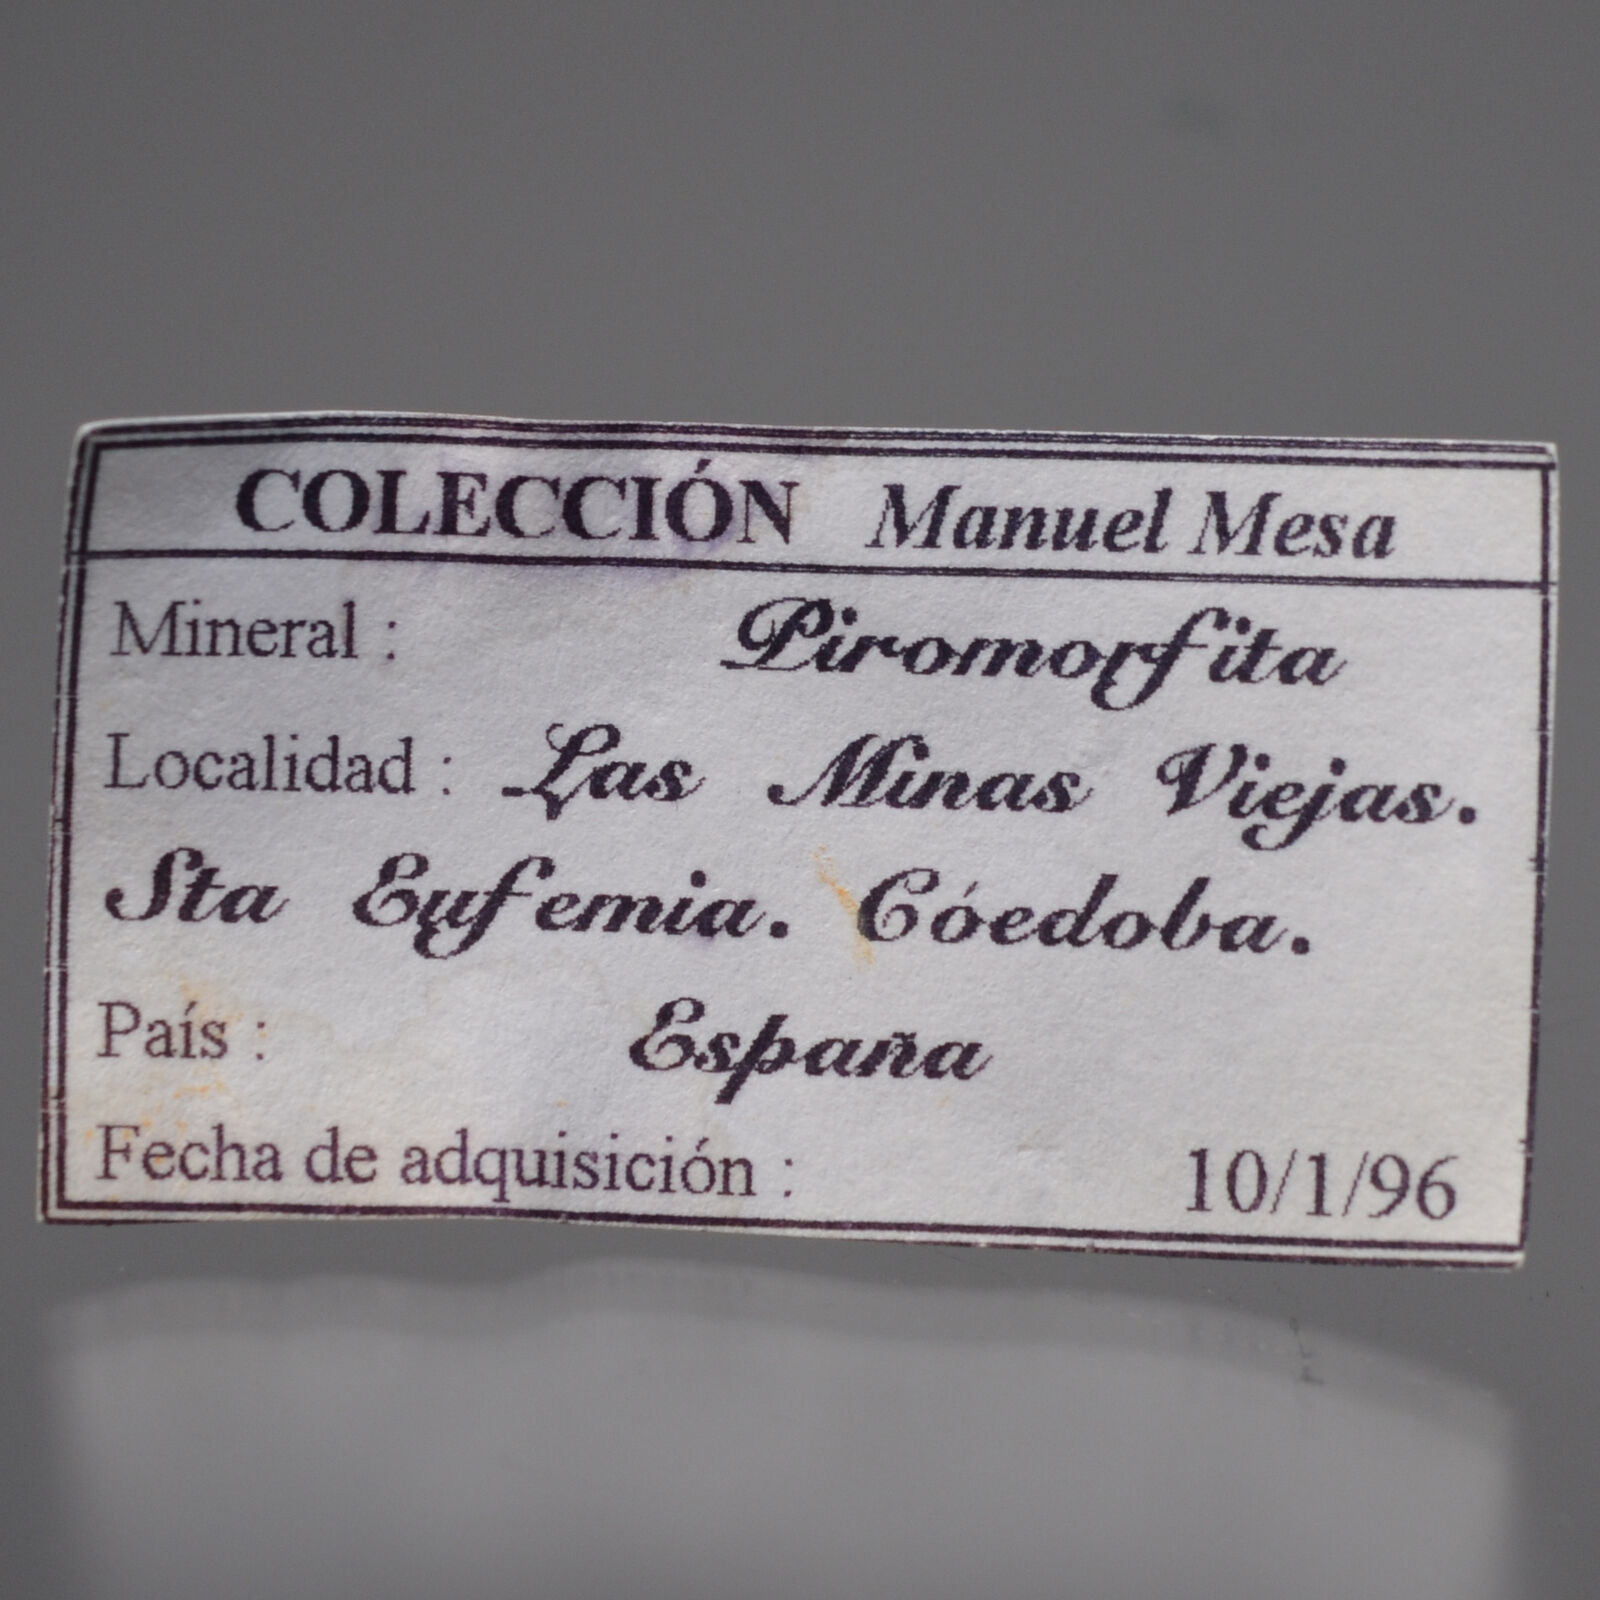 COLECCIÓN Manuel Mesa
Mineral : Piromorfita
Localidad : Las Minas Viejas.
Sta Eufemia. Cóedoba.
País : España
Fecha de adquisición : 10/1/96